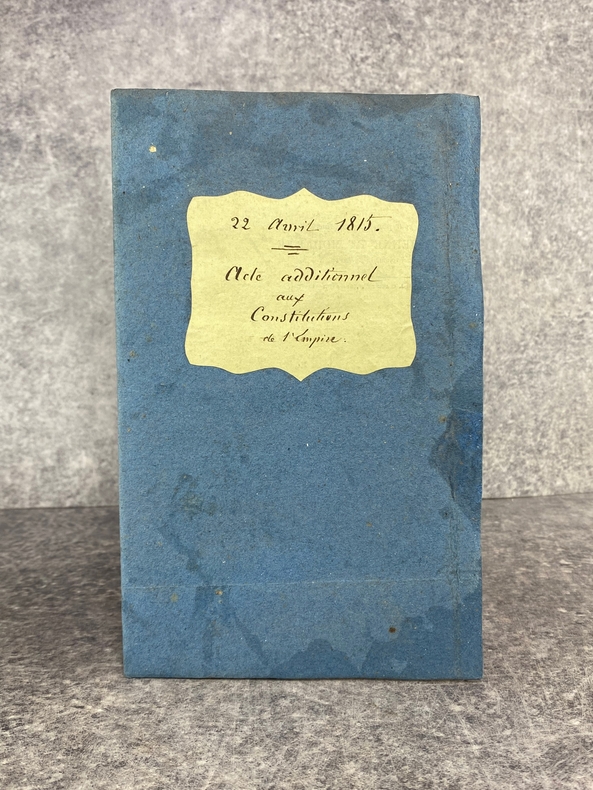 22 Avril 1815.
Acte additionnel
aux
Constitutions
de l'Empire.